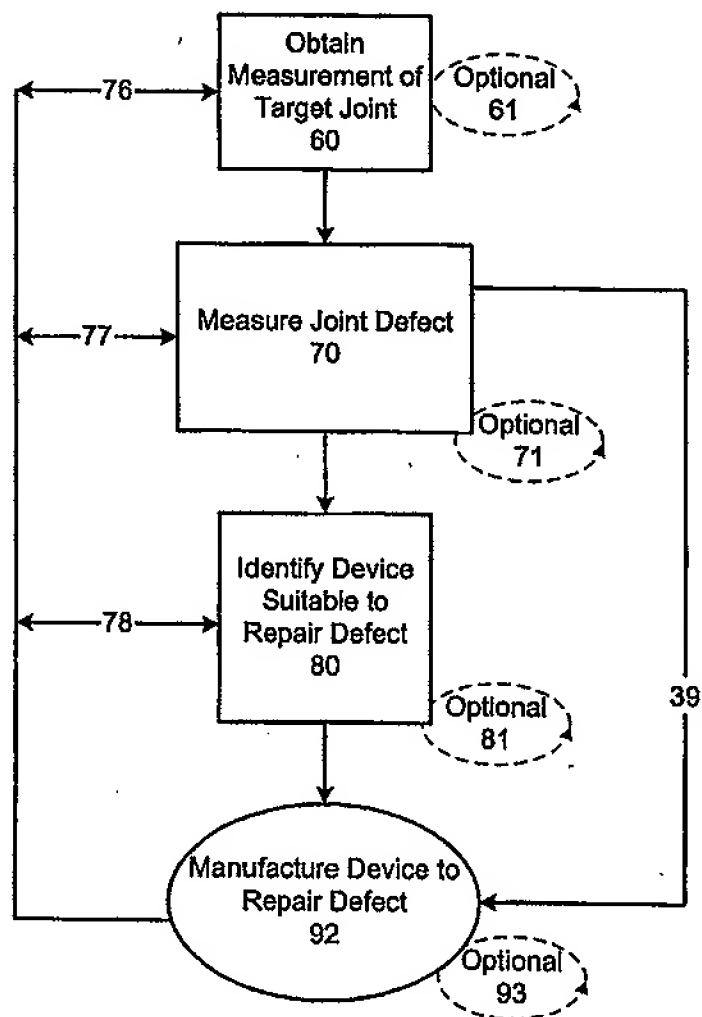 Obtain
Measurement of
Target Joint
60
Optional
61
76
Measure Joint Defect
70
77
Optional
71
Identify Device
Suitable to
Repair Defect
80
78
Optional
81
39
Manufacture Device to
Repair Defect
92
Optional
93